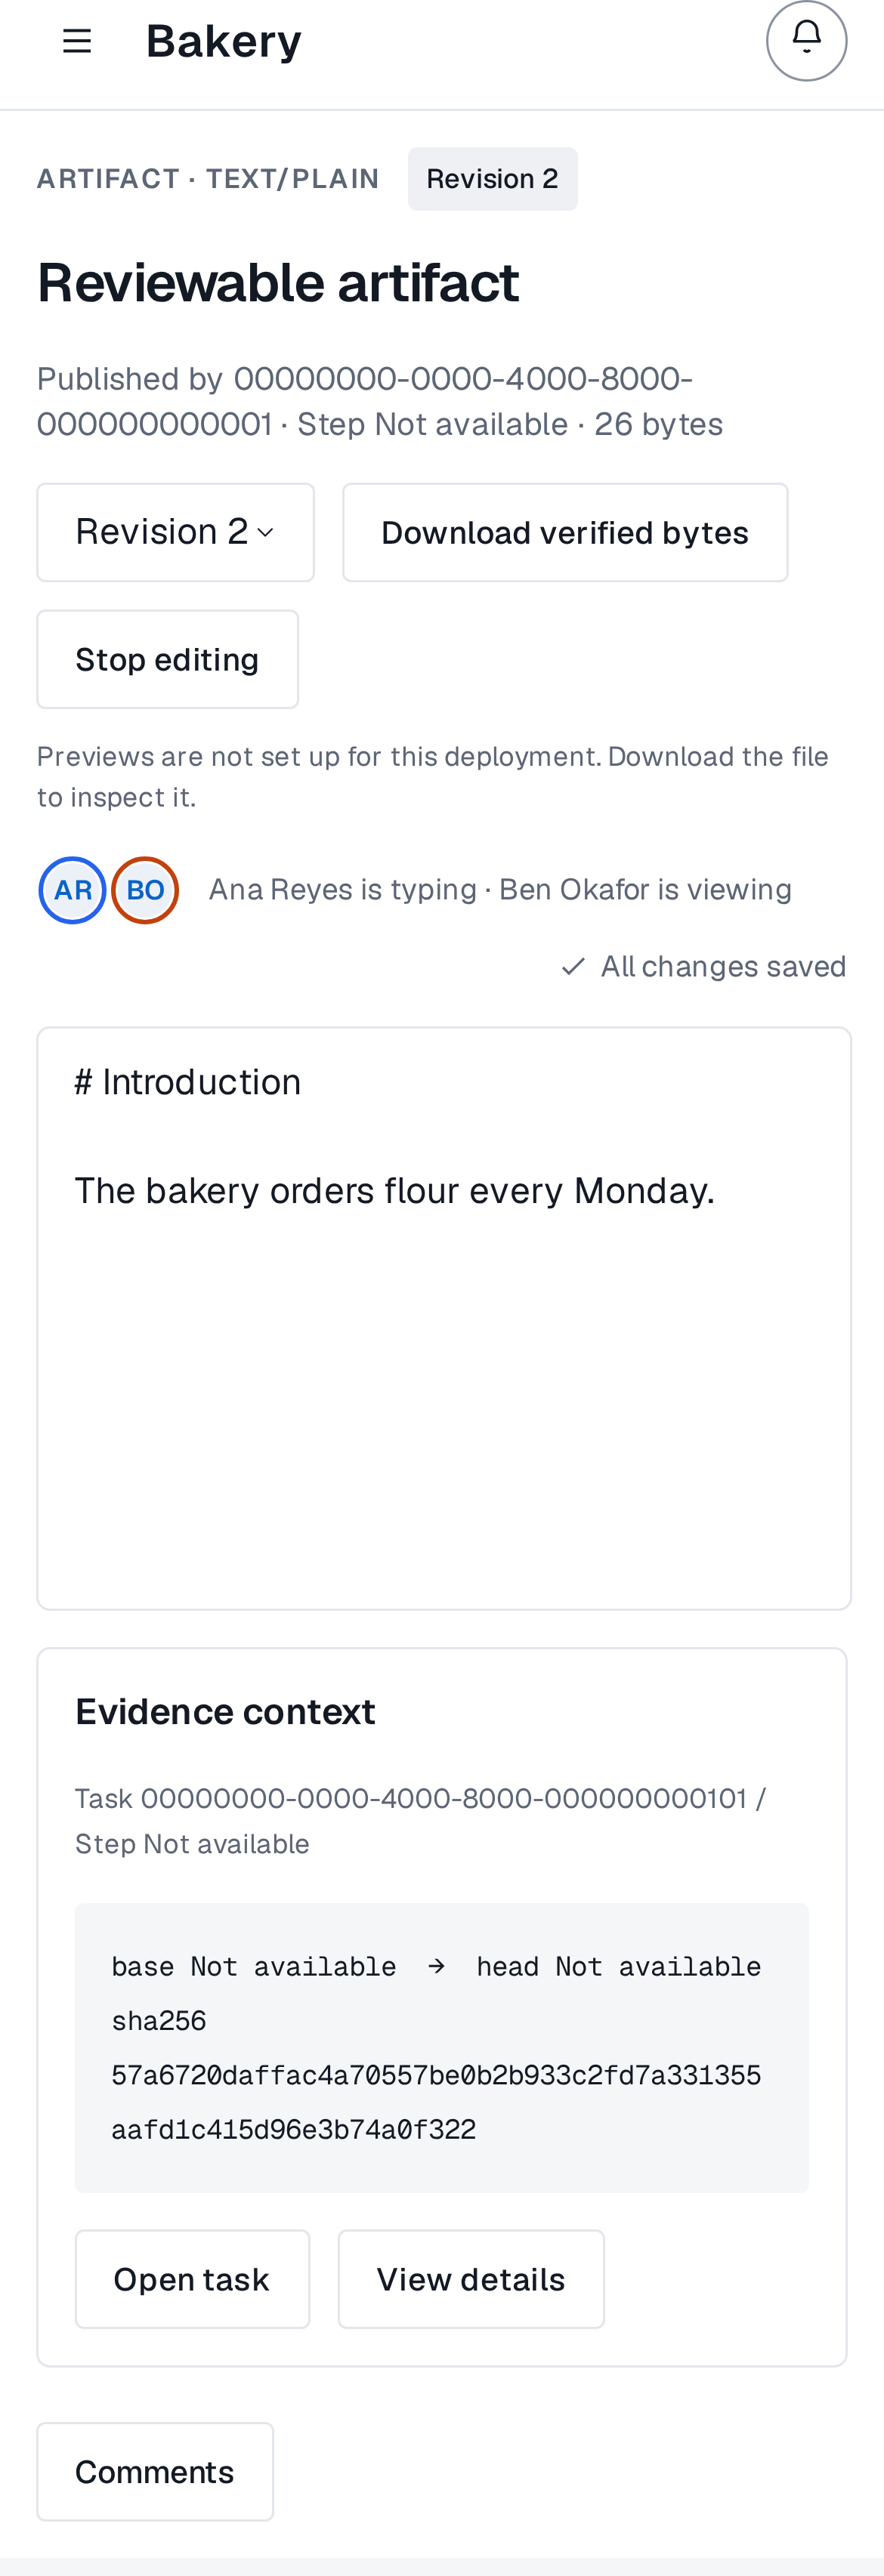 Bakery
ARTIFACT · TEXT/PLAIN
Revision 2
Reviewable artifact
Published by 00000000-0000-4000-8000-
000000000001 · Step Not available · 26 bytes
Revision 2
Download verified bytes
Stop editing
Previews are not set up for this deployment. Download the file
to inspect it.
AR BO Ana Reyes is typing · Ben Okafor is viewing
All changes saved
# Introduction
The bakery orders flour every Monday.
Evidence context
Task 00000000-0000-4000-8000-000000000101 /
Step Not available
base Not available → head Not available
sha256
57a6720daffac4a70557be0b2b933c2fd7a331355
aafd1c415d96e3b74a0f322
Open task
View details
Comments